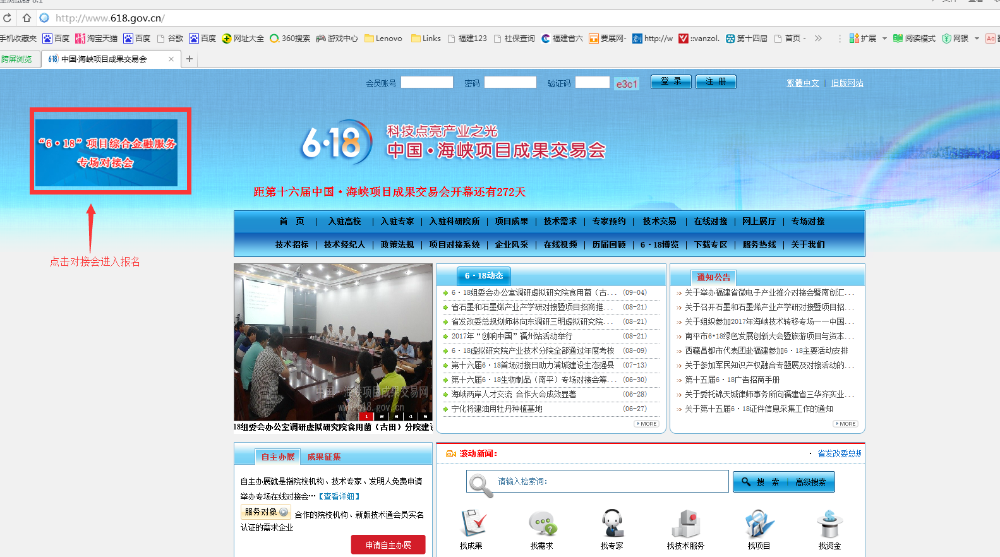 http://www.618.gov.cn/
手机收藏夹 百度 淘宝天猫 百度 谷歌 百度 网址大全 360搜索 游戏中心 Lenovo Links 福建123 社保查询 福建省六 要展网- http://w ::vanzol. 第十四届 首页 - 扩展 阅读模式 网银
跨屏浏览 6·18 中国·海峡项目成果交易会
会员账号 密码 验证码 e3c1 登 录 注 册 繁體中文 | 旧版网站
“6·18”项目综合金融服务
专场对接会
6·18 科技点亮产业之光
中国·海峡项目成果交易会
距第十六届中国·海峡项目成果交易会开幕还有272天
点击对接会进入报名
首 页 | 入驻高校 | 入驻专家 | 入驻科研院所 | 项目成果 | 技术需求 | 专家预约 | 技术交易 | 在线对接 | 网上展厅 | 专场对接
技术招标 | 技术经纪人 | 政策法规 | 项目对接系统 | 企业风采 | 在线视频 | 历届回顾 | 6·18博览 | 下载专区 | 服务热线 | 关于我们
中国·海峡项目成果交易网
www.618.gov.cn
1 2 3 4 5
18组委会办公室调研虚拟研究院食用菌（古田）分院建设
6·18动态
6·18组委会办公室调研虚拟研究院食用菌（古... (09-04)
省石墨和石墨烯产业产学研对接暨项目招商推... (08-21)
省发改委总规划师林向东调研三明虚拟研究院... (08-21)
2017年“创响中国”福州站活动举行 (08-21)
6·18虚拟研究院产业技术分院全部通过年度考核 (08-09)
第十六届6·18首场对接日助力浦城建设生态强县 (07-13)
第十六届6·18生物制品（南平）专场对接会筹... (06-30)
海峡两岸人才交流 合作大会成效显著 (06-28)
宁化将建油用牡丹种植基地 (06-27)
MORE
通知公告
关于举办福建省微电子产业推介对接会暨南创汇...
关于召开石墨和石墨烯产业产学研对接暨项目招...
关于组织参加2017年海峡技术转移专场——中国...
南平市6•18绿色发展创新大会暨旅游项目与资本...
西藏昌都市代表团赴福建参加6·18主要活动安排
关于参加军民知识产权融合专题展及对接活动的...
第十五届6·18广告招商手册
关于委托锦天城律师事务所向福建省三华齐实业...
关于第十五届6·18证件信息采集工作的通知
MORE
自主办展 成果征集
自主办展就是指院校机构、技术专家、发明人免费申请
举办专场在线对接会…【查看详细】
服务对象 合作的院校机构、新版技术通会员实名
认证的需求企业
申请自主办展
滚动新闻: · 省发改委总规
请输入检索词: 搜 索 | 高级搜索
找成果 找需求 找专家 找技术服务 找项目 找资金